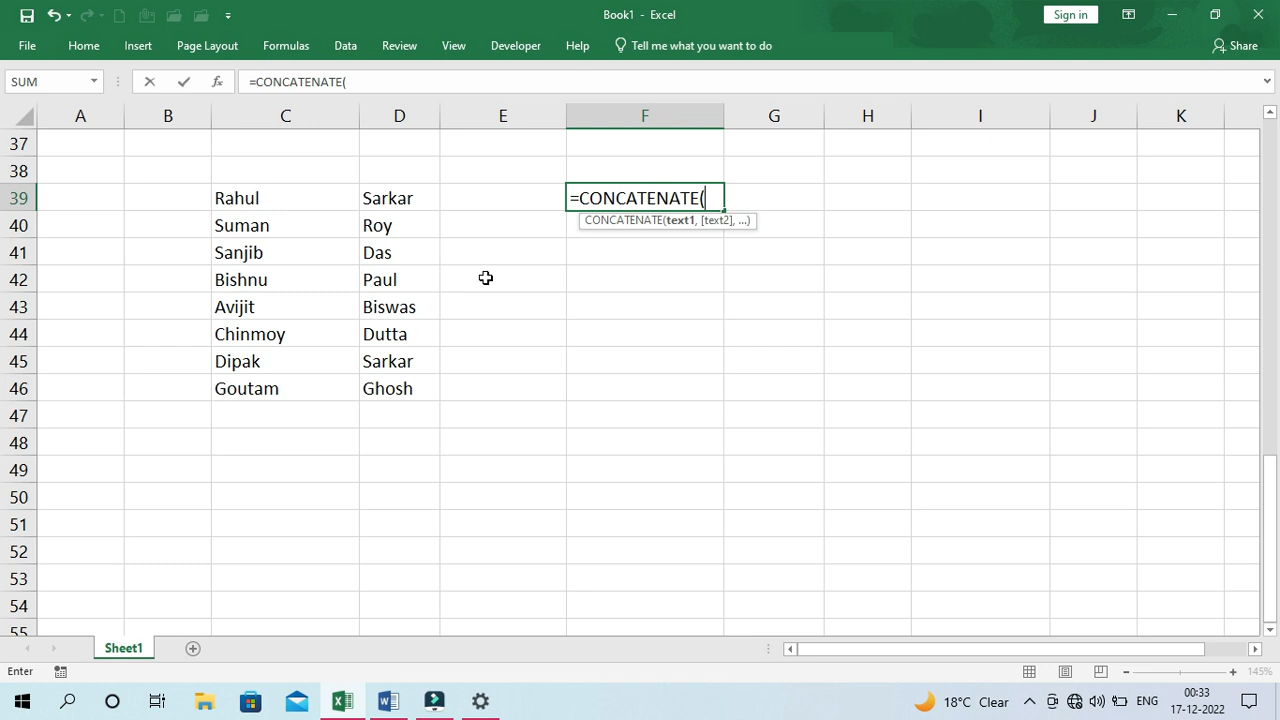 Book1 - Excel
Sign in
File Home Insert Page Layout Formulas Data Review View Developer Help Tell me what you want to do Share
SUM =CONCATENATE(
A B C D E F G H I J K
37
38
39 Rahul Sarkar =CONCATENATE(
CONCATENATE(text1, [text2], ...)
40 Suman Roy
41 Sanjib Das
42 Bishnu Paul
43 Avijit Biswas
44 Chinmoy Dutta
45 Dipak Sarkar
46 Goutam Ghosh
47
48
49
50
51
52
53
54
55
Sheet1
Enter 145%
18°C Clear ENG 00:33
17-12-2022